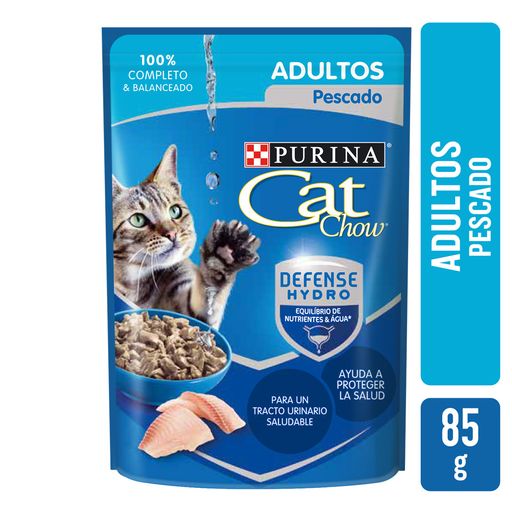 100%
COMPLETO
& BALANCEADO
ADULTOS
Pescado
PURINA
Cat
Chow
DEFENSE
HYDRO
EQUILÍBRIO DE
NUTRIENTES & ÁGUA*
AYUDA A
PROTEGER
LA SALUD
PARA UN
TRACTO URINARIO
SALUDABLE
ADULTOS
PESCADO
85
g